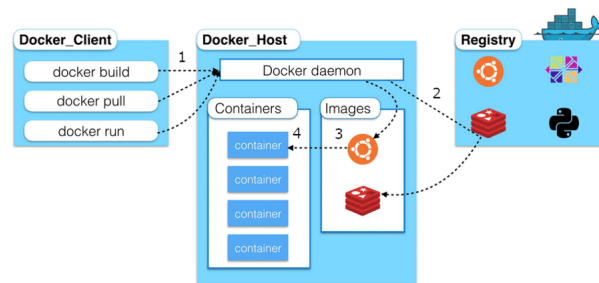 Docker_Client
docker build
docker pull
docker run
1
Docker_Host
Docker daemon
Containers
container
container
container
container
4
Images
3
2
Registry